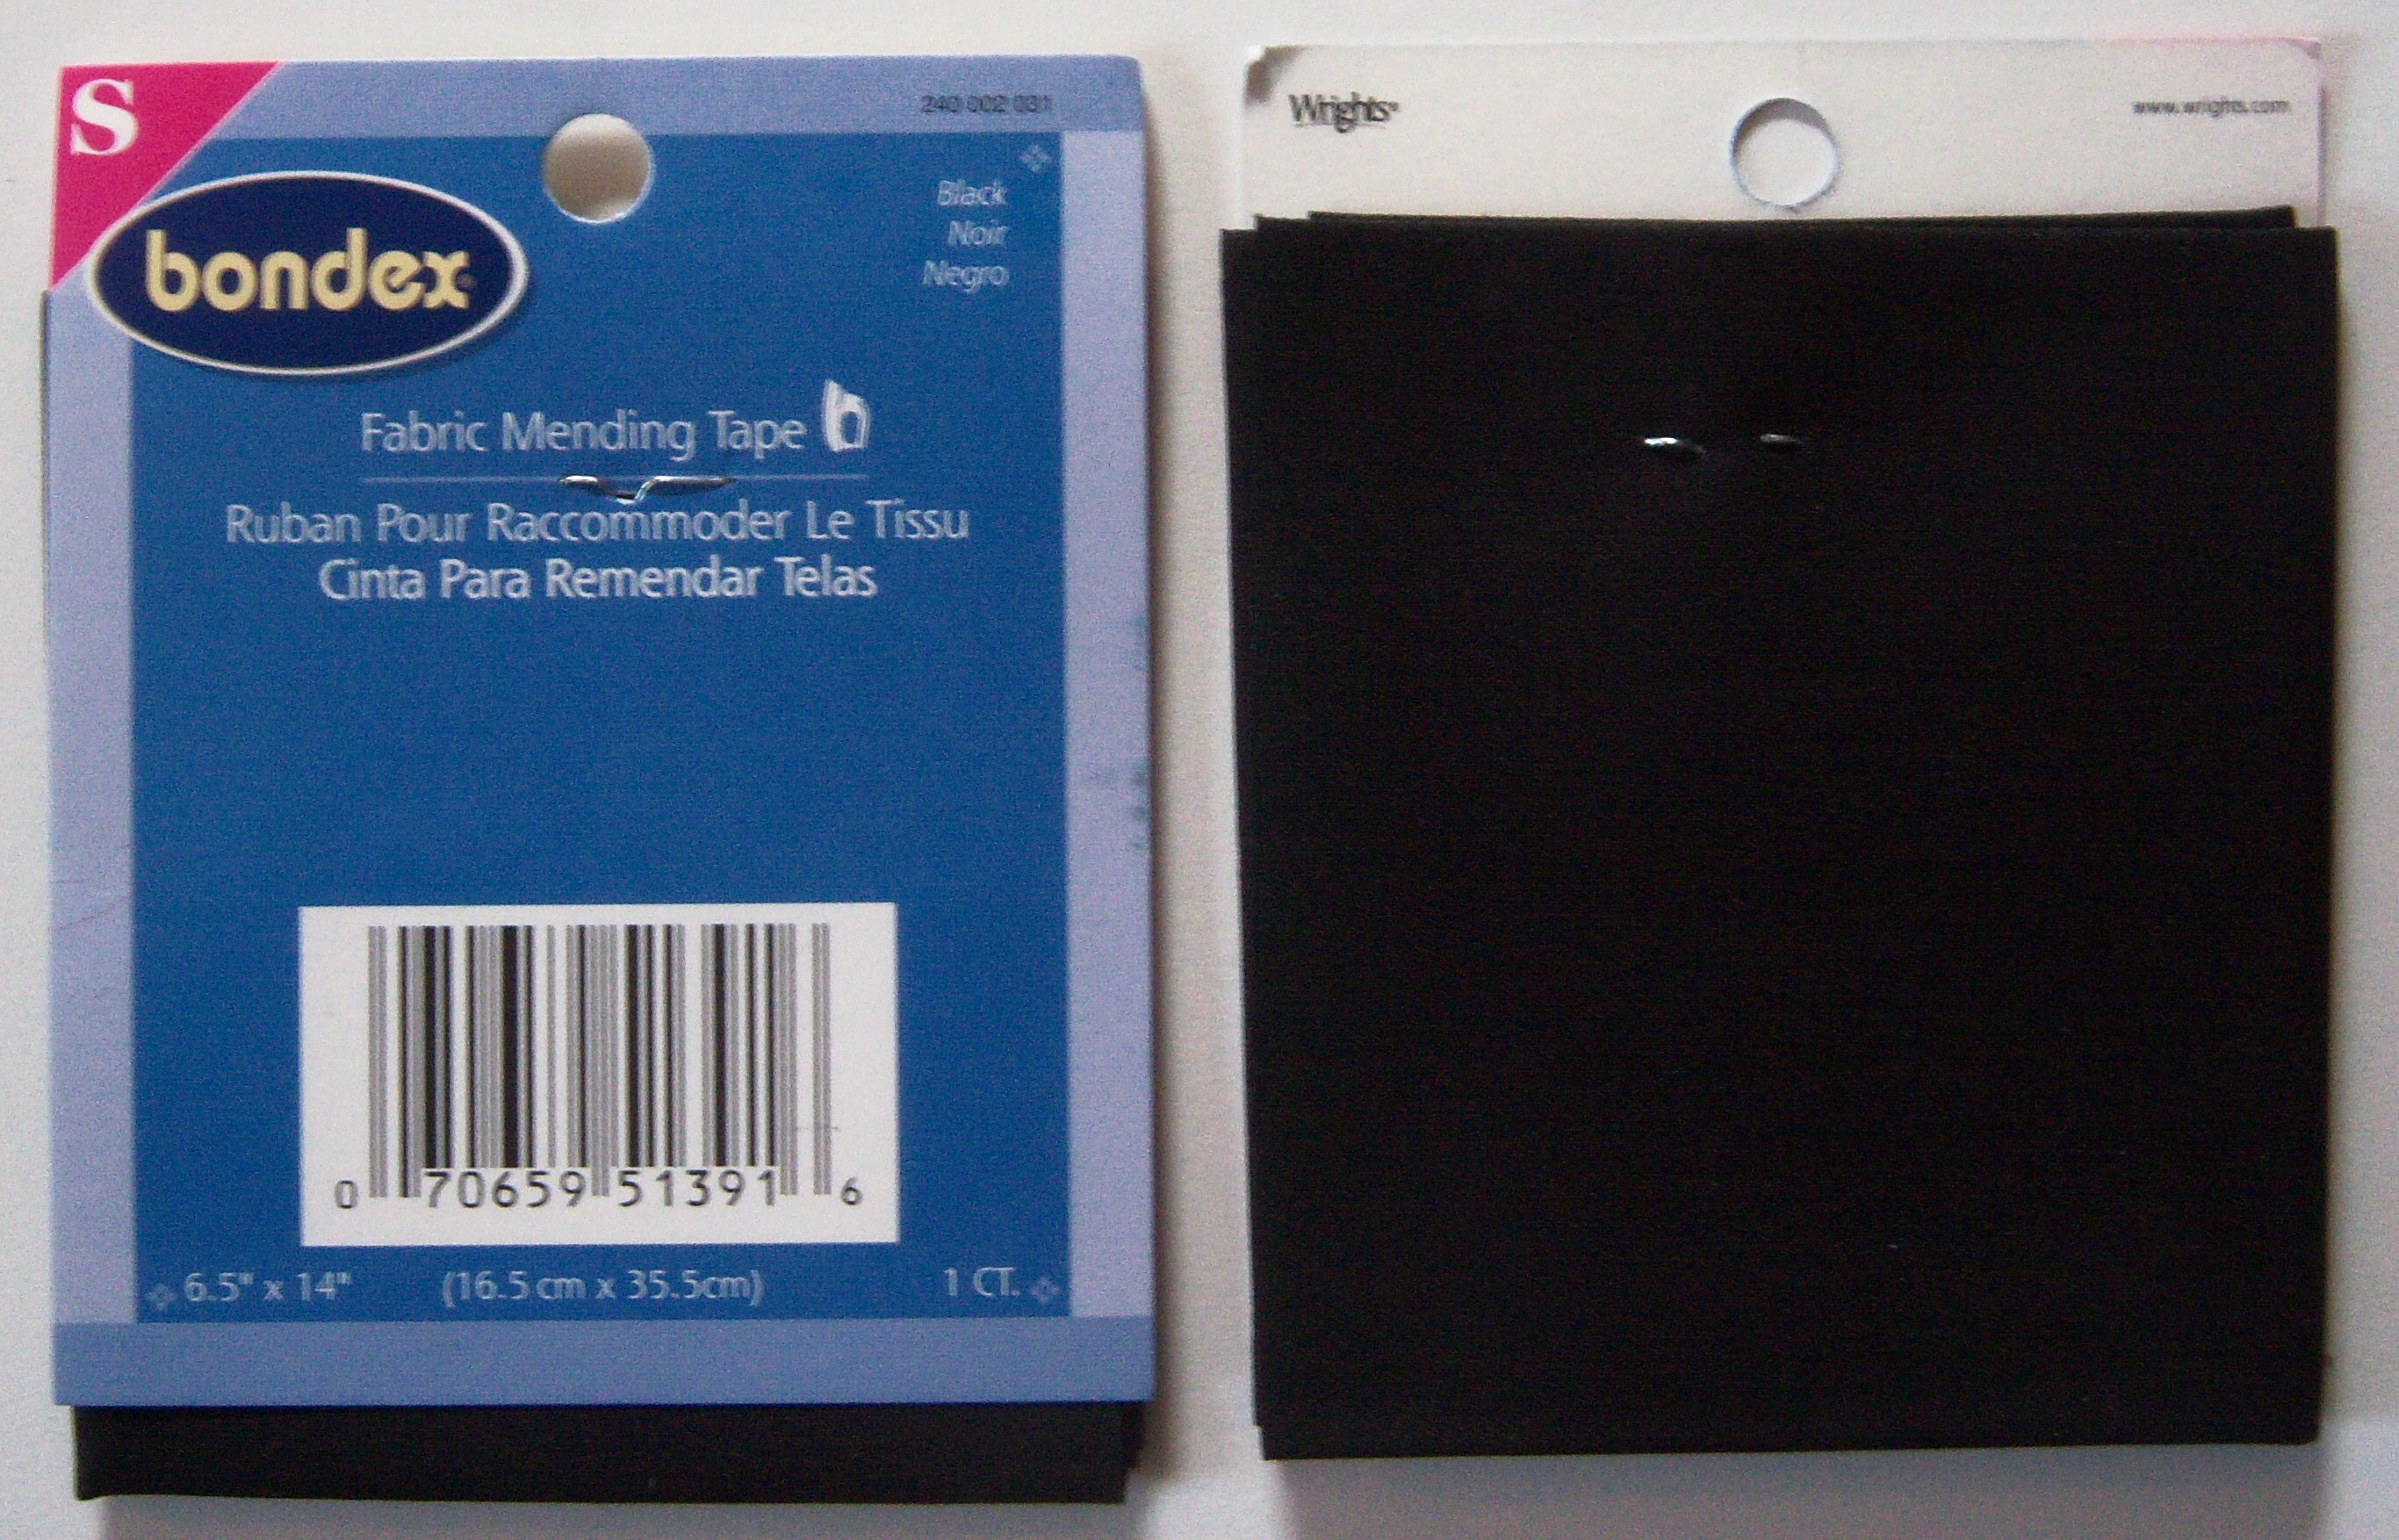 S
240 002 031
bondex
Black
Noir
Negro
Fabric Mending Tape
Ruban Pour Raccommoder Le Tissu
Cinta Para Remendar Telas
0 70659 51391 6
6.5" x 14" (16.5 cm x 35.5cm) 1 CT.
Wrights®
www.wrights.com